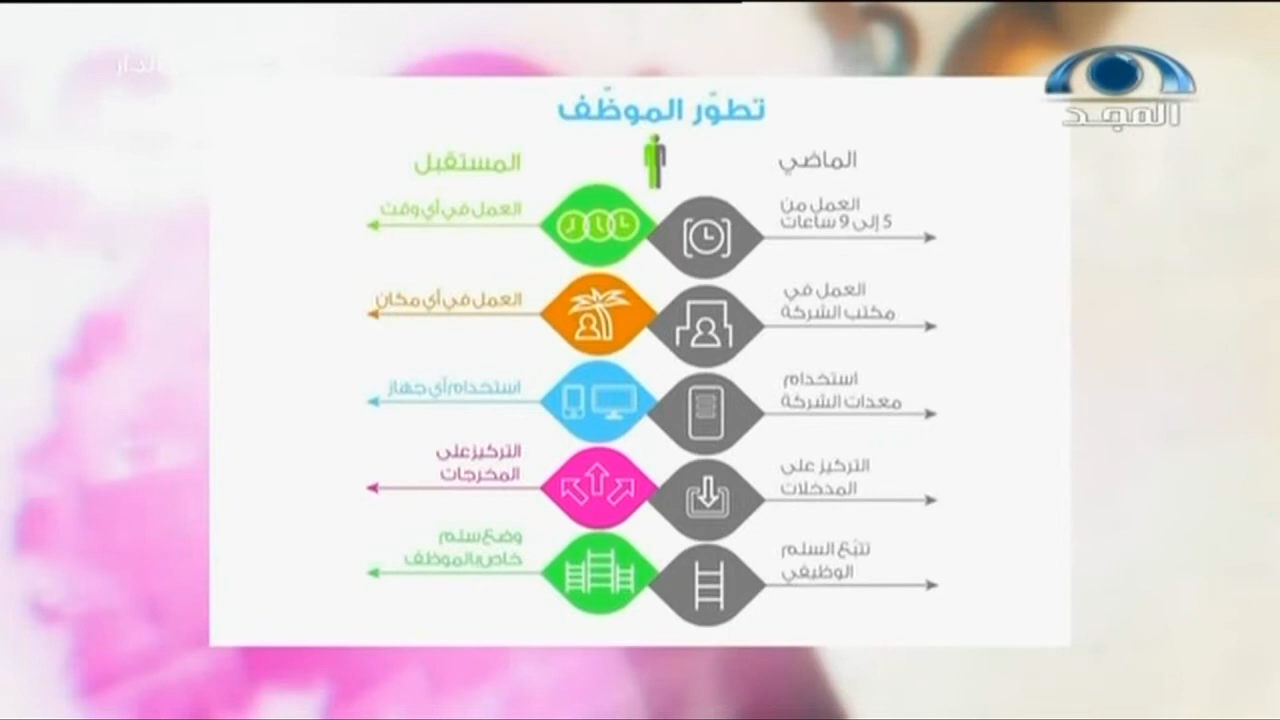 المجد
تطوّر الموظّف
الماضي
المستقبل
العمل من
5 إلى 9 ساعات
العمل في أي وقت
العمل في
مكتب الشركة
العمل في أي مكان
استخدام
معدات الشركة
استخدام أي جهاز
التركيز على
المدخلات
التركيز على
المخرجات
تتبّع السلم
الوظيفي
وضع سلم
خاص بالموظف